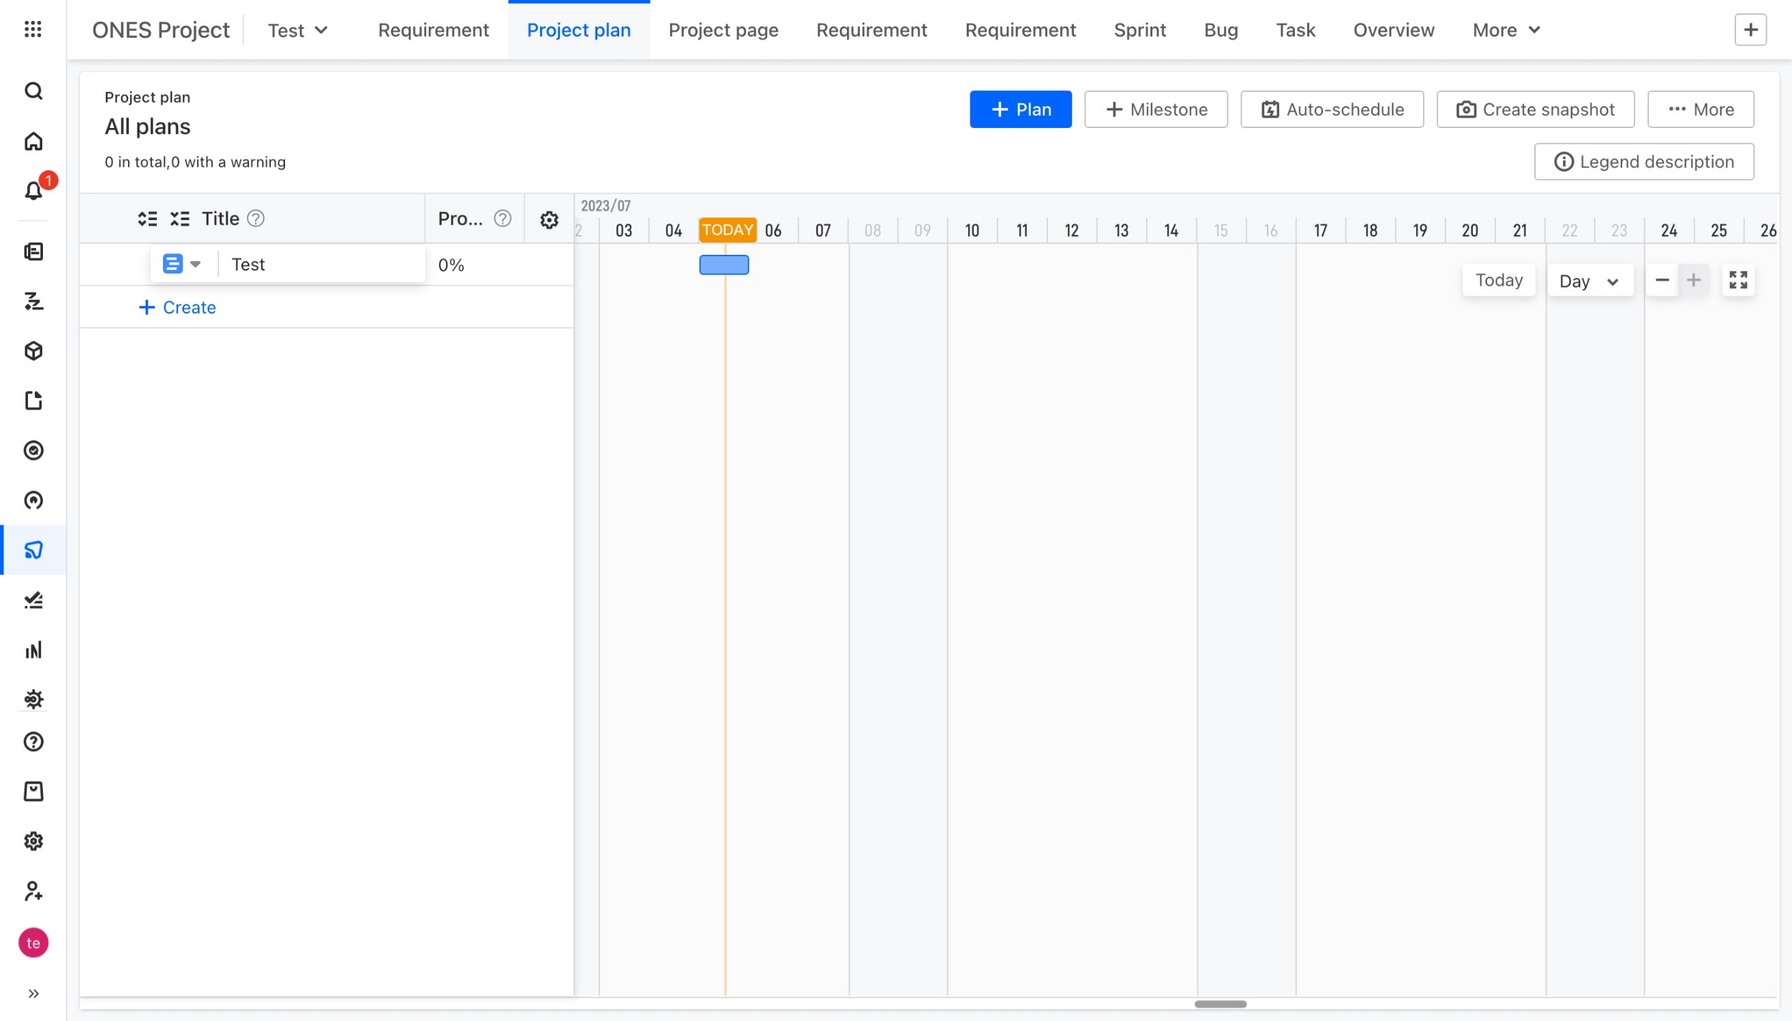 ONES Project Test Requirement Project plan Project page Requirement Requirement Sprint Bug Task Overview More
Project plan
All plans
0 in total,0 with a warning
Plan Milestone Auto-schedule Create snapshot More
Legend description
1
Title Pro...
2023/07
2 03 04 TODAY 06 07 08 09 10 11 12 13 14 15 16 17 18 19 20 21 22 23 24 25 26
Test 0%
Today Day
Create
te